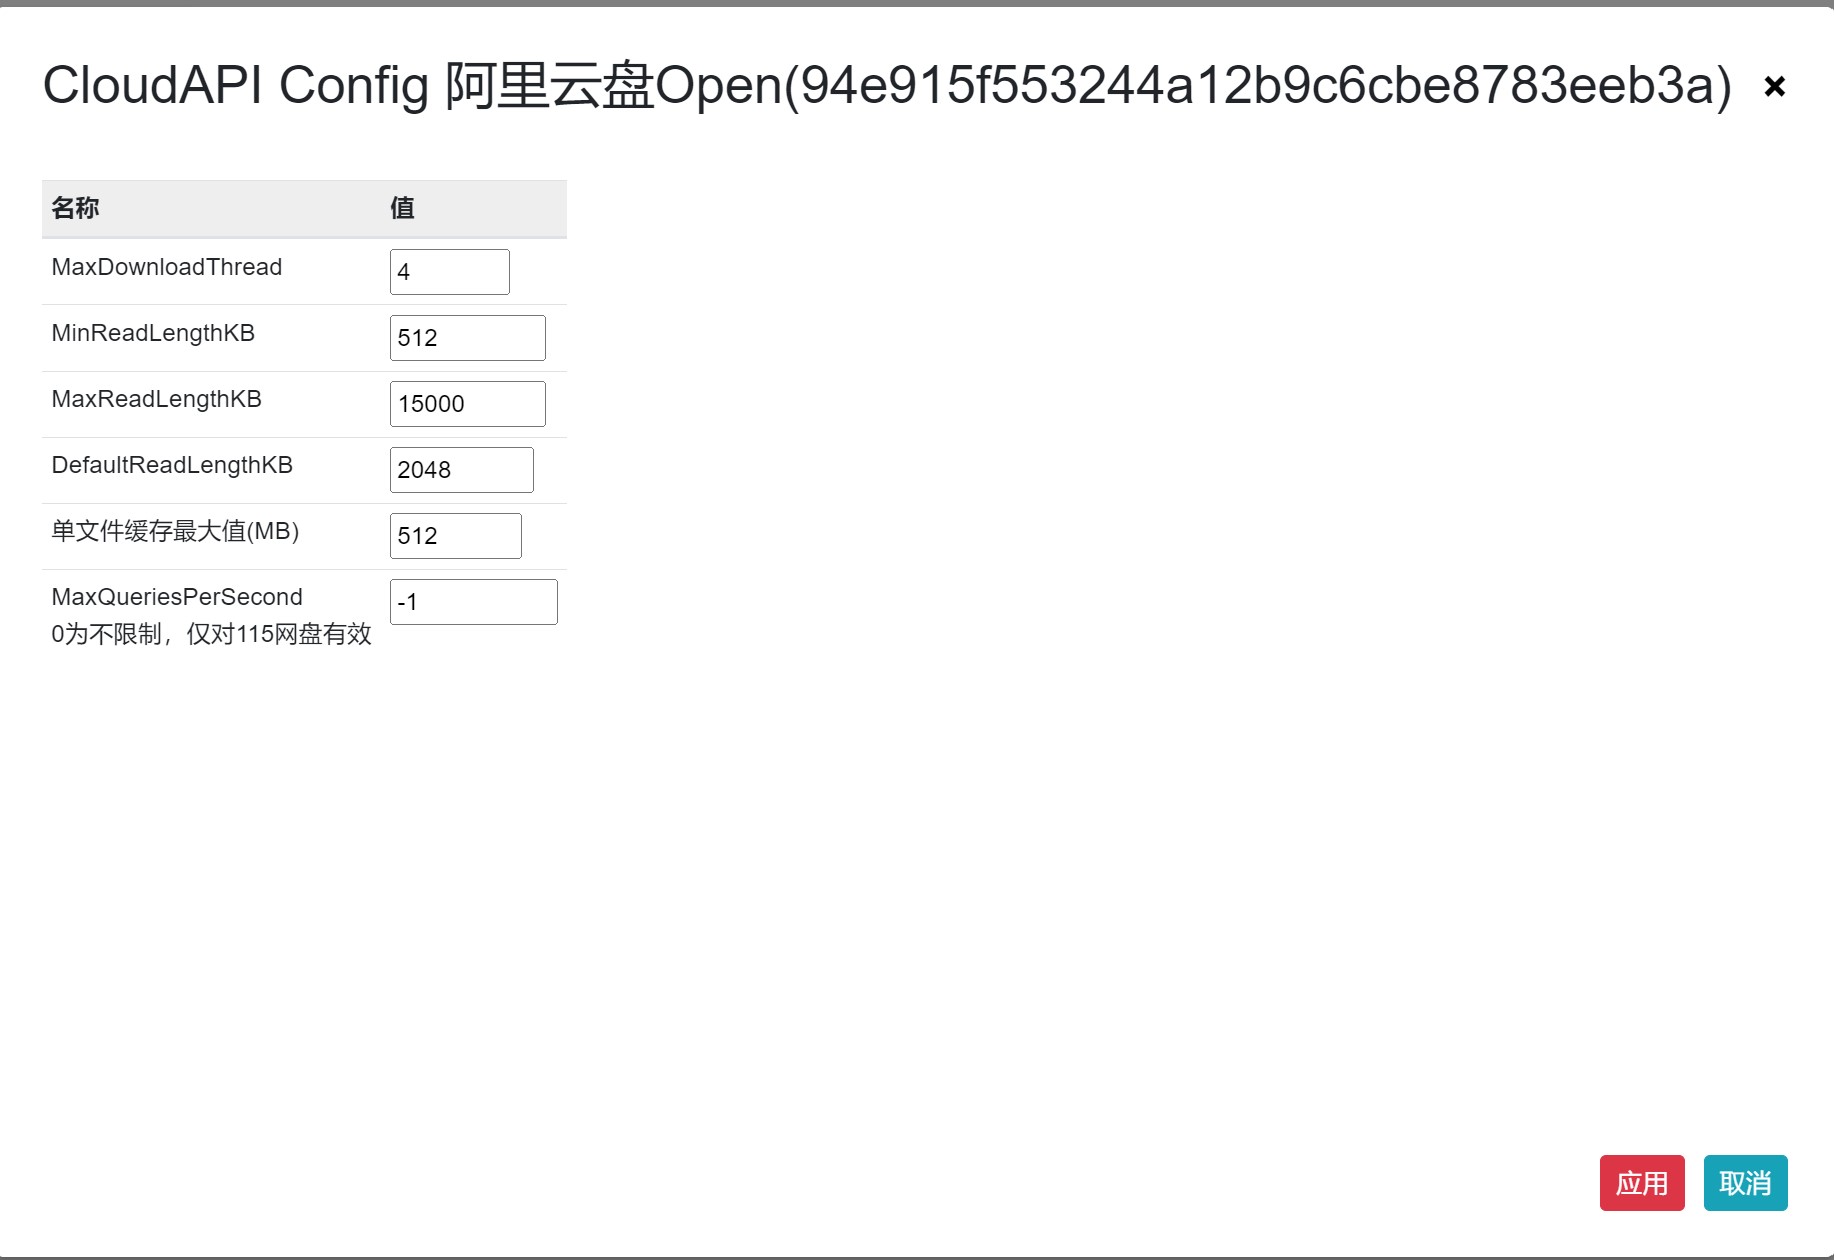 CloudAPI Config 阿里云盘Open(94e915f553244a12b9c6cbe8783eeb3a) ×
名称 值
MaxDownloadThread 4
MinReadLengthKB 512
MaxReadLengthKB 15000
DefaultReadLengthKB 2048
单文件缓存最大值(MB) 512
MaxQueriesPerSecond -1
0为不限制，仅对115网盘有效
应用 取消